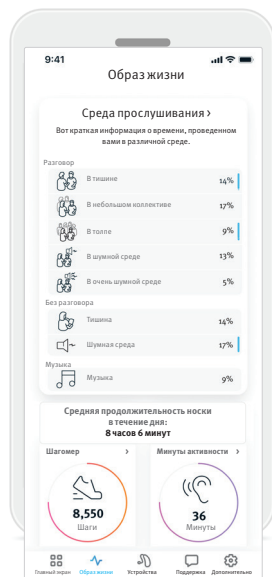 9:41
Образ жизни
Среда прослушивания ›
Вот краткая информация о времени, проведенном
вами в различной среде.
Разговор
В тишине 14%
В небольшом коллективе 17%
В толпе 9%
В шумной среде 13%
В очень шумной среде 5%
Без разговора
Тишина 14%
Шумная среда 17%
Музыка
Музыка 9%
Средняя продолжительность носки
в течение дня:
8 часов 6 минут
Шагомер › Минуты активности ›
8,550 36
Шаги Минуты
Главный экран Образ жизни Устройства Поддержка Дополнительно